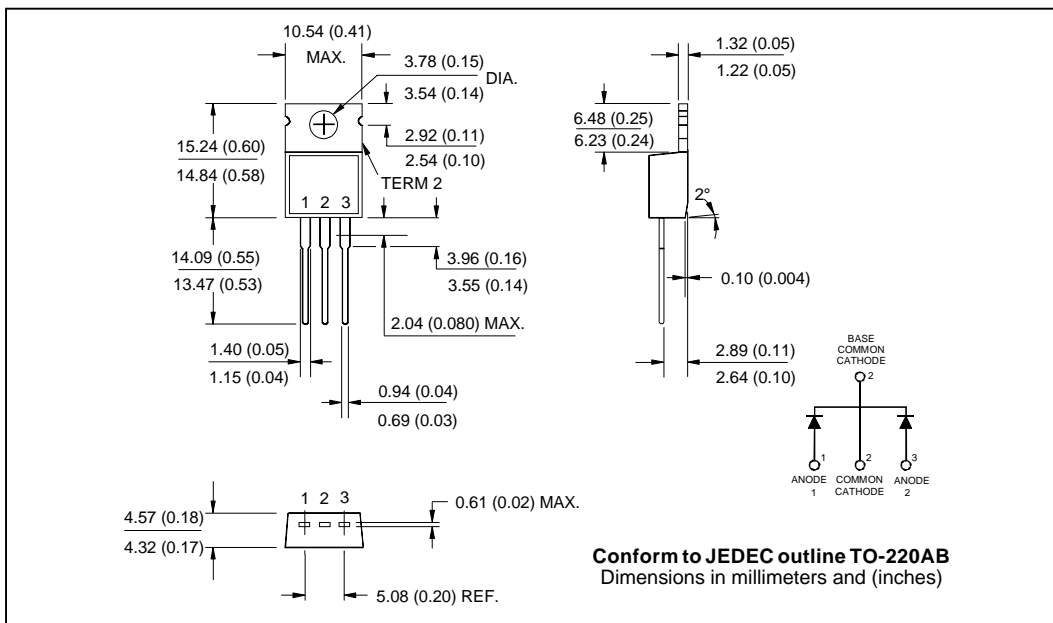 10.54 (0.41)
MAX.
3.78 (0.15)
3.54 (0.14)
DIA.
2.92 (0.11)
2.54 (0.10)
TERM 2
15.24 (0.60)
14.84 (0.58)
1 2 3
14.09 (0.55)
13.47 (0.53)
3.96 (0.16)
3.55 (0.14)
2.04 (0.080) MAX.
1.40 (0.05)
1.15 (0.04)
0.94 (0.04)
0.69 (0.03)
1.32 (0.05)
1.22 (0.05)
6.48 (0.25)
6.23 (0.24)
2°
0.10 (0.004)
2.89 (0.11)
2.64 (0.10)
BASE
COMMON
CATHODE
2
1 2 3
ANODE
1
COMMON
CATHODE
ANODE
2
1 2 3
4.57 (0.18)
4.32 (0.17)
0.61 (0.02) MAX.
5.08 (0.20) REF.
Conform to JEDEC outline TO-220AB
Dimensions in millimeters and (inches)